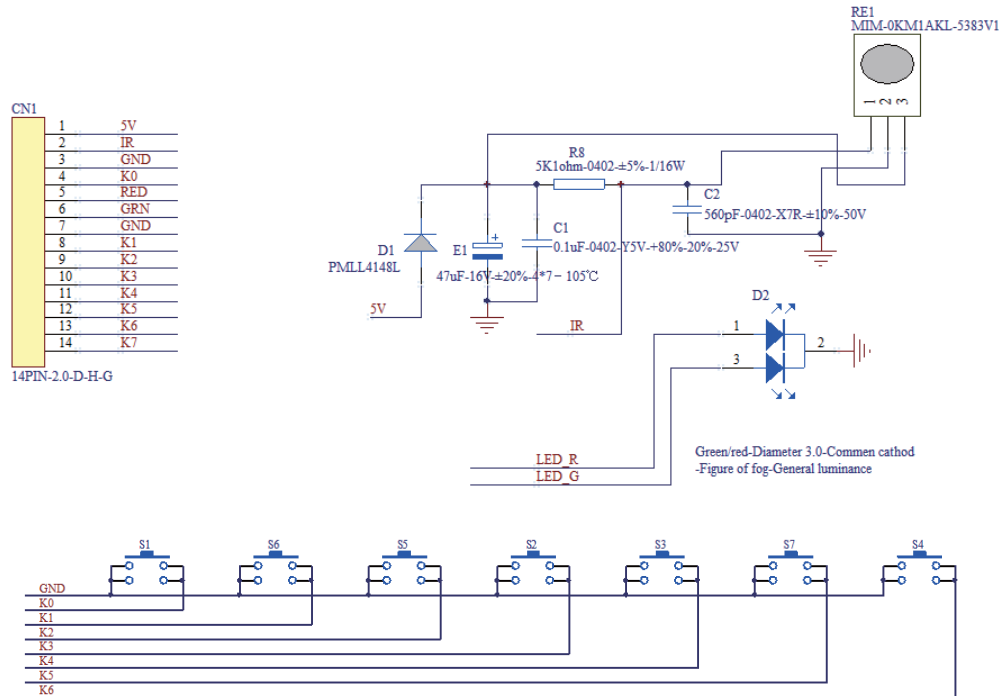 RE1
MIM-0KM1AKL-5383V1
1 2 3
CN1
1 5V
2 IR
3 GND
4 K0
5 RED
6 GRN
7 GND
8 K1
9 K2
10 K3
11 K4
12 K5
13 K6
14 K7
14PIN-2.0-D-H-G
R8
5K1ohm-0402-±5%-1/16W
C2
560pF-0402-X7R-±10%-50V
D1
PMLL4148L
E1
+
47uF-16V-±20%-4*7-105℃
C1
0.1uF-0402-Y5V-+80%-20%-25V
5V
IR
D2
1
2
3
LED_R
LED_G
Green/red-Diameter 3.0-Commen cathod
-Figure of fog-General luminance
S1 S6 S5 S2 S3 S7 S4
GND
K0
K1
K2
K3
K4
K5
K6